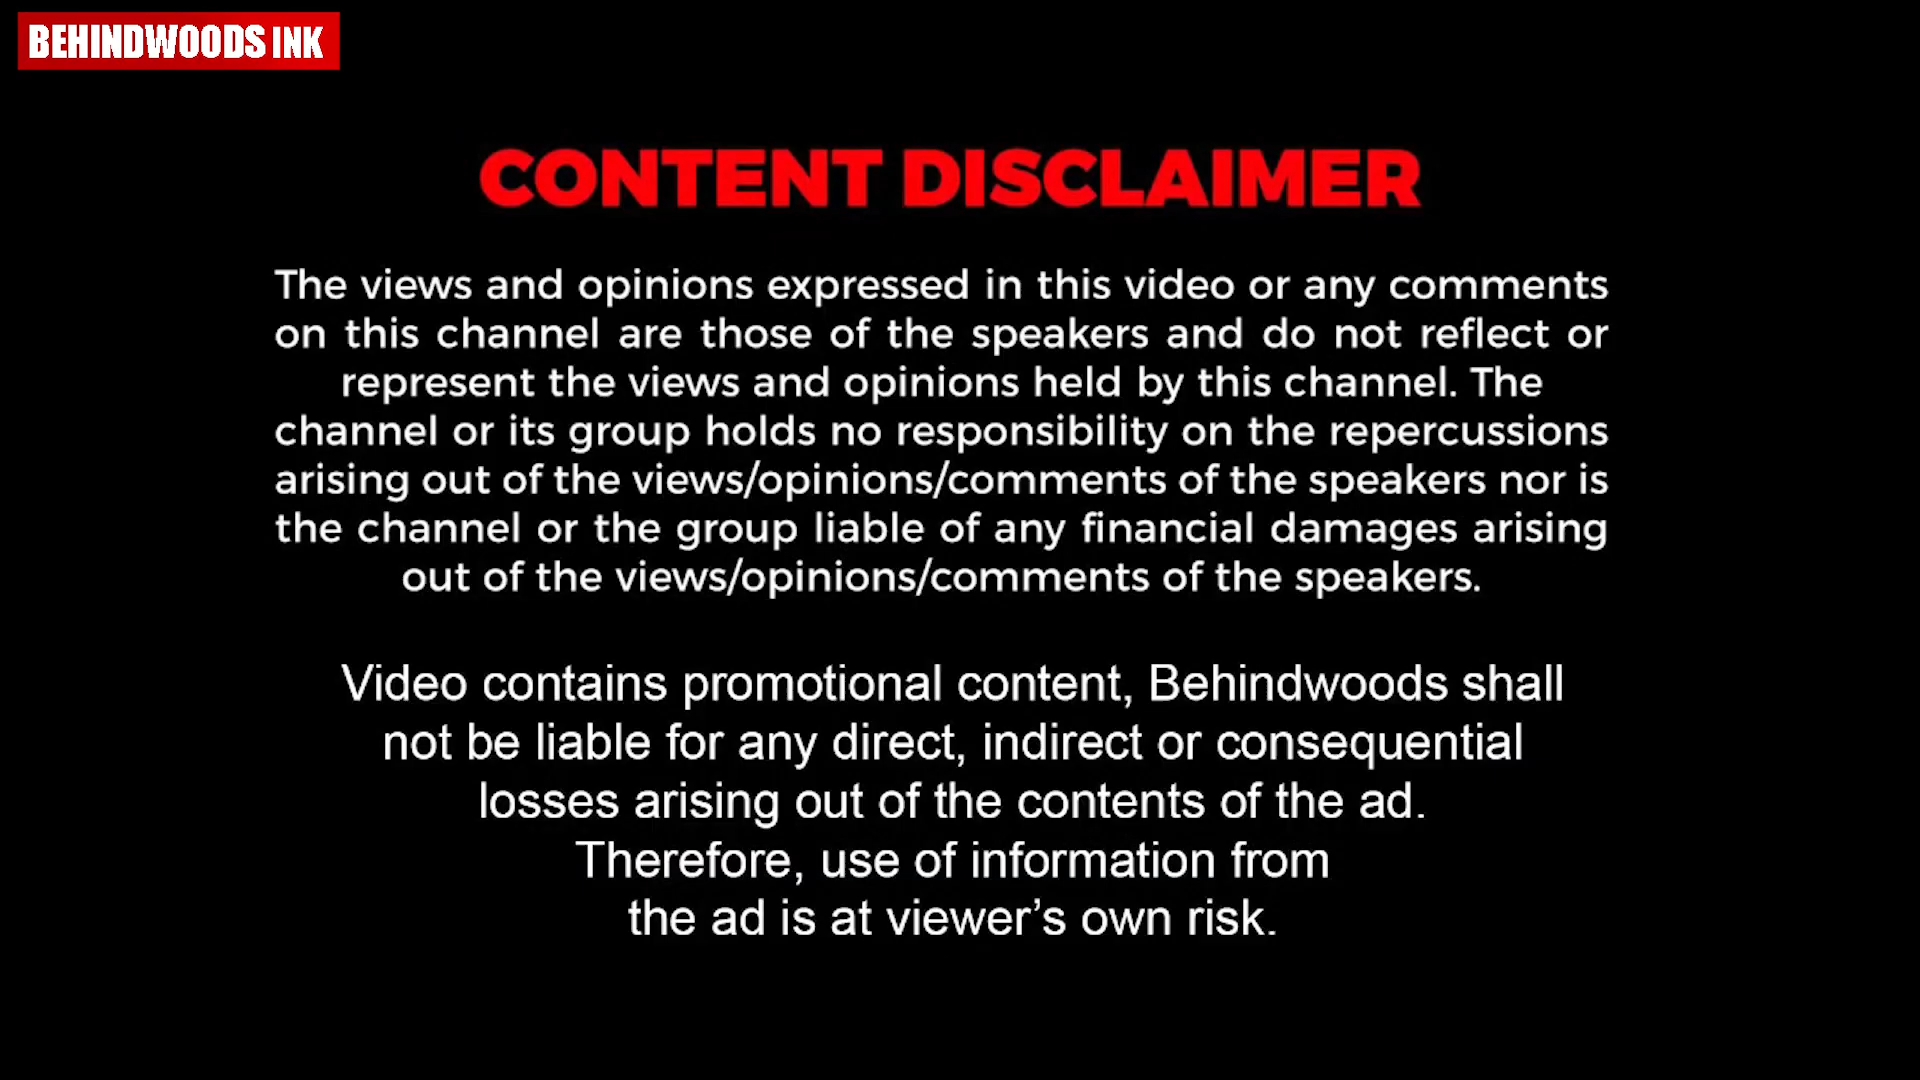 BEHINDWOODS INK
CONTENT DISCLAIMER
The views and opinions expressed in this video or any comments
on this channel are those of the speakers and do not reflect or
represent the views and opinions held by this channel. The
channel or its group holds no responsibility on the repercussions
arising out of the views/opinions/comments of the speakers nor is
the channel or the group liable of any financial damages arising
out of the views/opinions/comments of the speakers.
Video contains promotional content, Behindwoods shall
not be liable for any direct, indirect or consequential
losses arising out of the contents of the ad.
Therefore, use of information from
the ad is at viewer’s own risk.